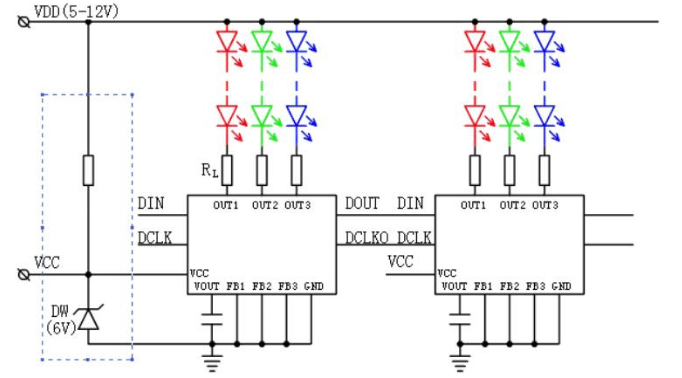 VDD(5-12V)
RL
DIN OUT1 OUT2 OUT3 DOUT DIN OUT1 OUT2 OUT3
DCLK DCLKO DCLK
VCC VCC VCC VCC
VOUT FB1 FB2 FB3 GND VOUT FB1 FB2 FB3 GND
DW
(6V)